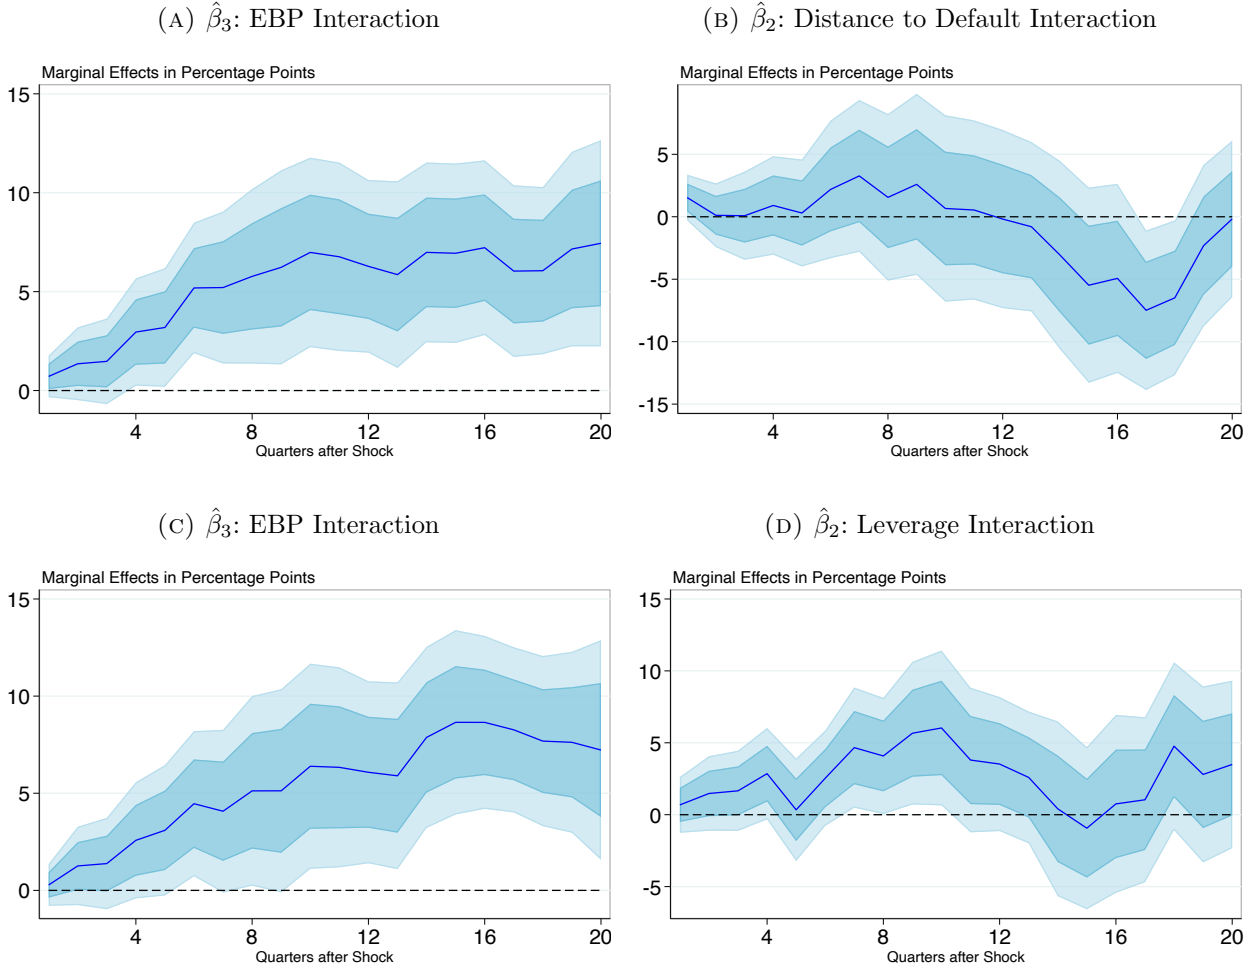 (A) β̂₃: EBP Interaction
Marginal Effects in Percentage Points
15
10
5
0
4 8 12 16 20
Quarters after Shock
(B) β̂₂: Distance to Default Interaction
Marginal Effects in Percentage Points
5
0
-5
-10
-15
4 8 12 16 20
Quarters after Shock
(C) β̂₃: EBP Interaction
Marginal Effects in Percentage Points
15
10
5
0
4 8 12 16 20
Quarters after Shock
(D) β̂₂: Leverage Interaction
Marginal Effects in Percentage Points
15
10
5
0
-5
4 8 12 16 20
Quarters after Shock